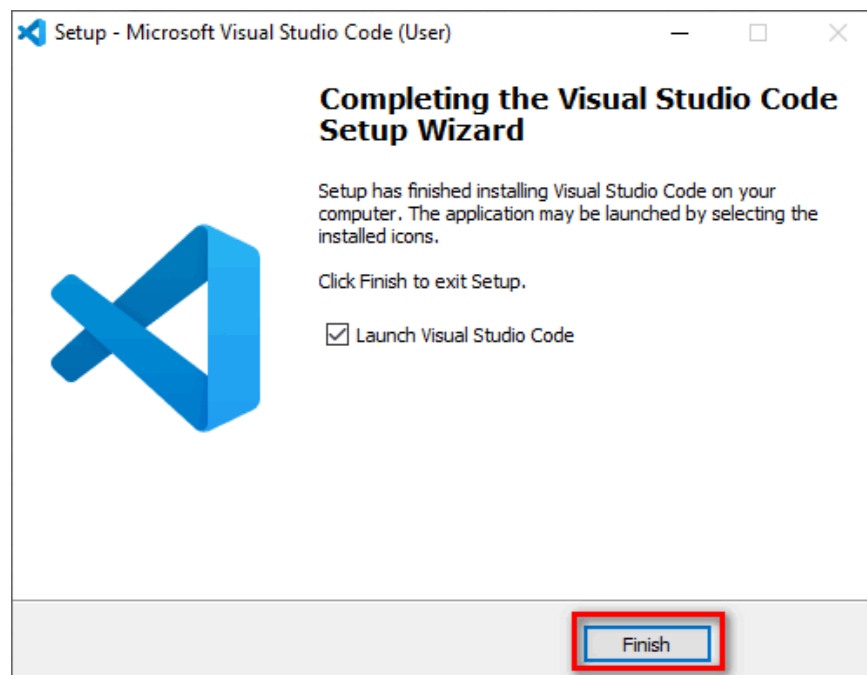 Setup - Microsoft Visual Studio Code (User)
Completing the Visual Studio Code
Setup Wizard
Setup has finished installing Visual Studio Code on your
computer. The application may be launched by selecting the
installed icons.
Click Finish to exit Setup.
Launch Visual Studio Code
Finish